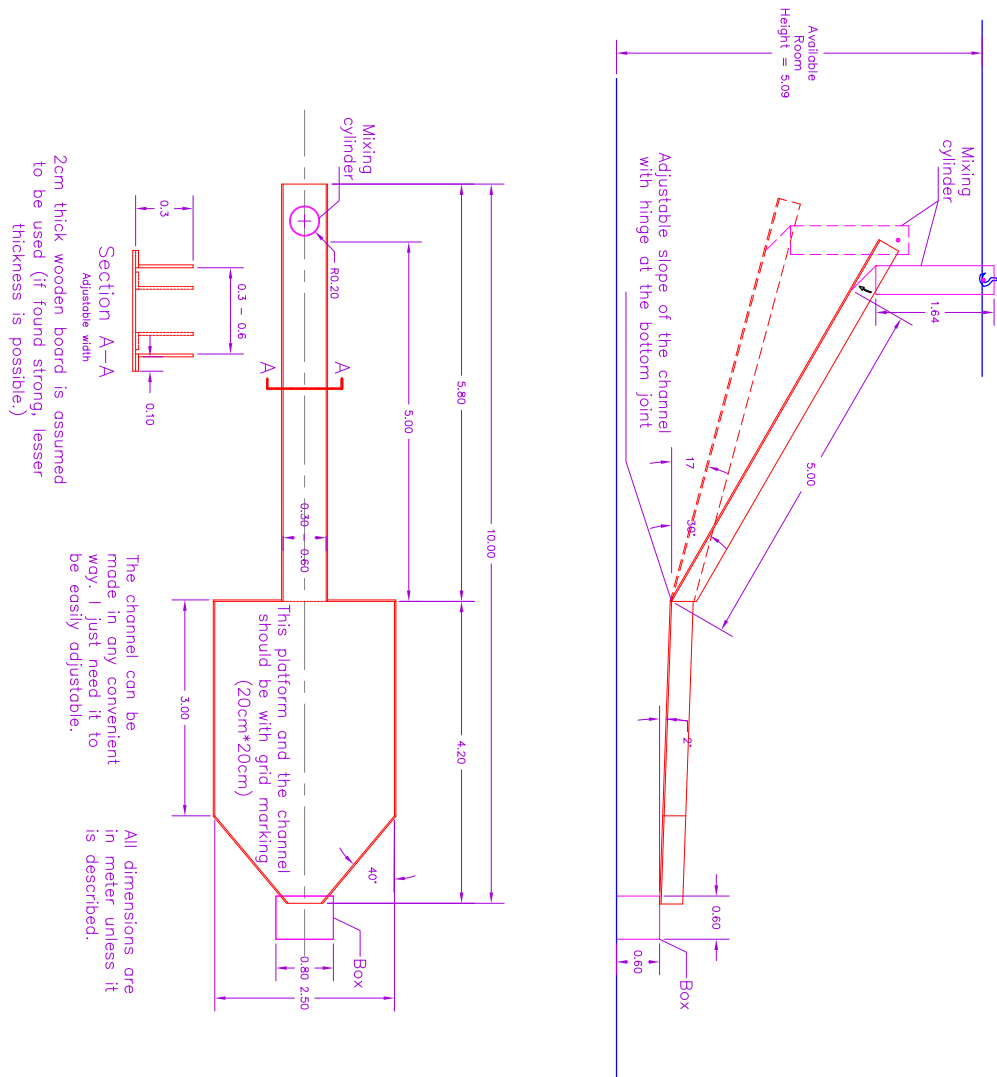 Available
Room
Height = 5.09
Mixing
cylinder
1.64
Adjustable slope of the channel
with hinge at the bottom joint
5.00
17
30°
2°
0.60
0.60
Box
Mixing
cylinder
R0.20
A
A
5.80
5.00
10.00
0.30 - 0.60
This platform and the channel
should be with grid marking
(20cm*20cm)
3.00
4.20
40°
Box
0.80
2.50
0.3
0.3 - 0.6
0.10
Section A-A
Adjustable width
2cm thick wooden board is assumed
to be used (if found strong, lesser
thickness is possible.)
The channel can be
made in any convenient
way. I just need it to
be easily adjustable.
All dimensions are
in meter unless it
is described.